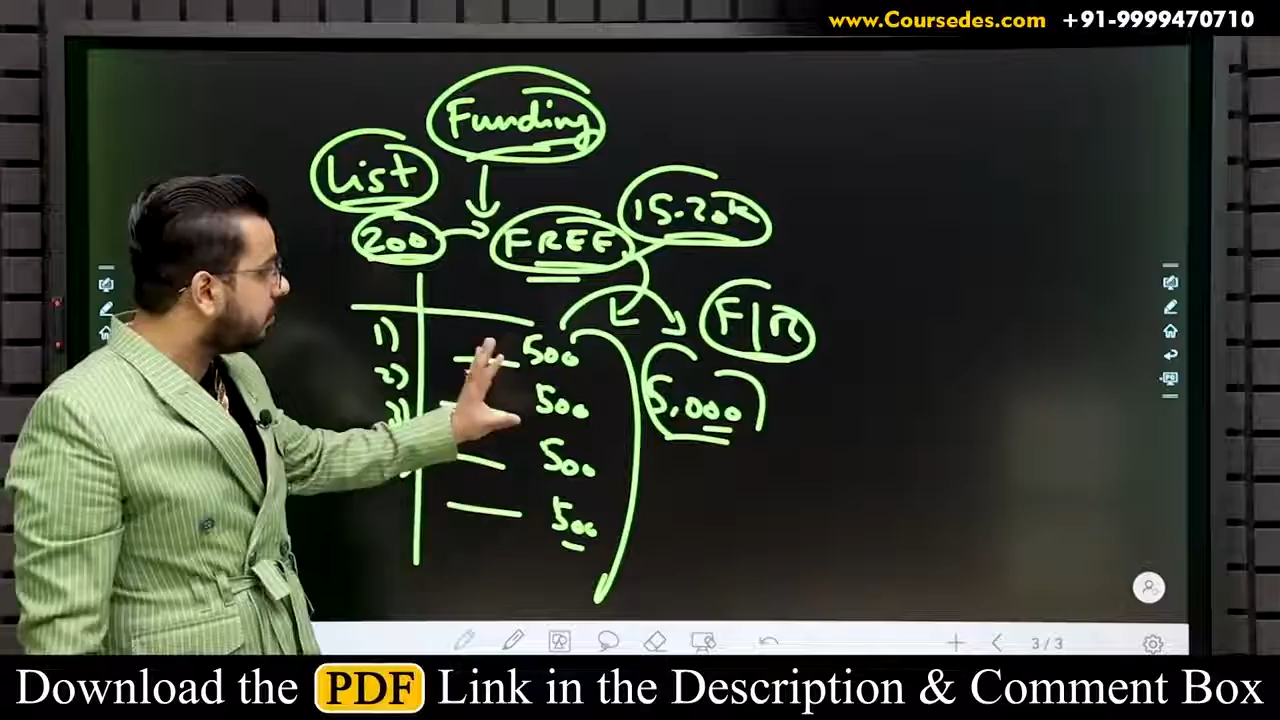 www.Coursedes.com +91-9999470710
Funding
List
200
FREE
15-20k
FIR
1) 500
2) 500
500
500
5,000
3/3
Download the PDF Link in the Description & Comment Box